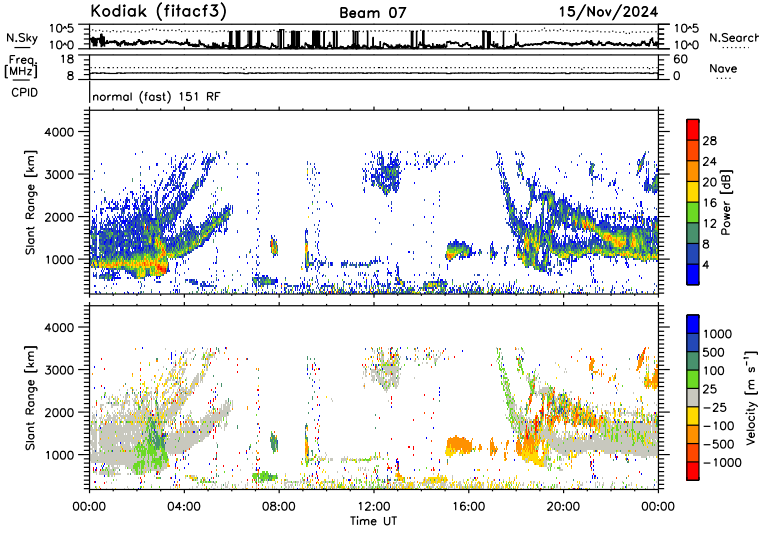 Kodiak (fitacf3) Beam 07 15/Nov/2024
N.Sky 10^5 10^0 10^5 10^0 N.Search
Freq. [MHz] 18 8 60 0 Nave
CPID normal (fast) 151 RF
Slant Range [km] 4000 3000 2000 1000
Power [dB] 28 24 20 16 12 8 4
Slant Range [km] 4000 3000 2000 1000
Velocity [m s⁻¹] 1000 500 100 25 −25 −100 −500 −1000
00:00 04:00 08:00 12:00 16:00 20:00 00:00
Time UT